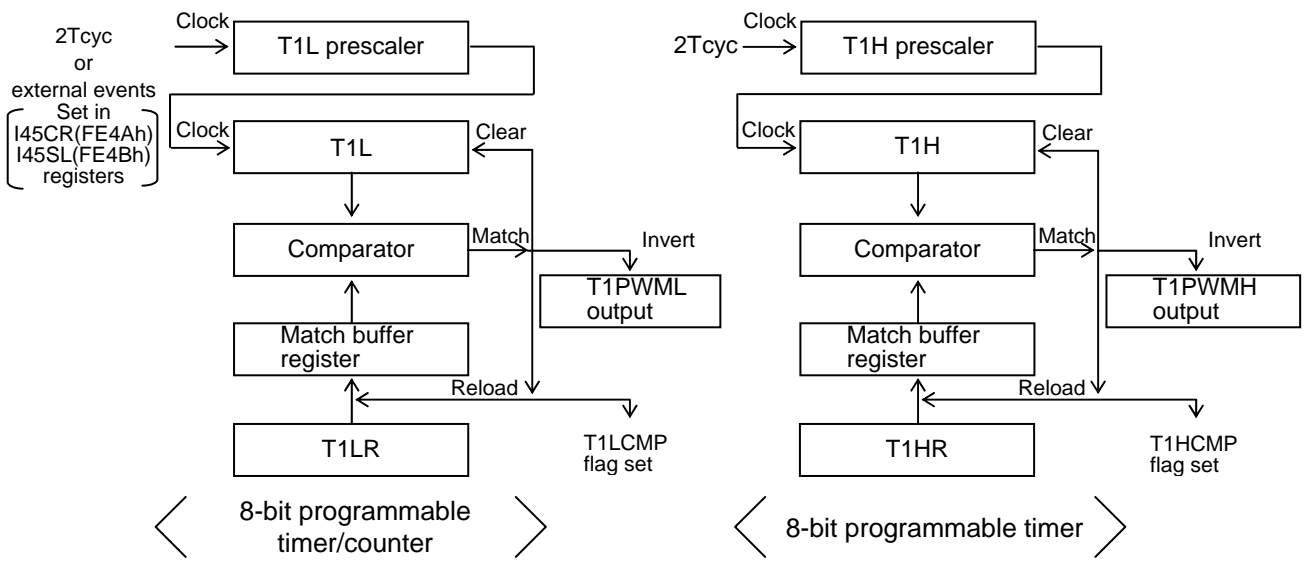 Clock
2Tcyc
or
external events
Set in
I45CR(FE4Ah)
I45SL(FE4Bh)
registers
T1L prescaler
Clock
T1L
Clear
Comparator
Match
Invert
T1PWML
output
Match buffer
register
Reload
T1LR
T1LCMP
flag set
8-bit programmable
timer/counter
Clock
2Tcyc
T1H prescaler
Clock
T1H
Clear
Comparator
Match
Invert
T1PWMH
output
Match buffer
register
Reload
T1HR
T1HCMP
flag set
8-bit programmable timer